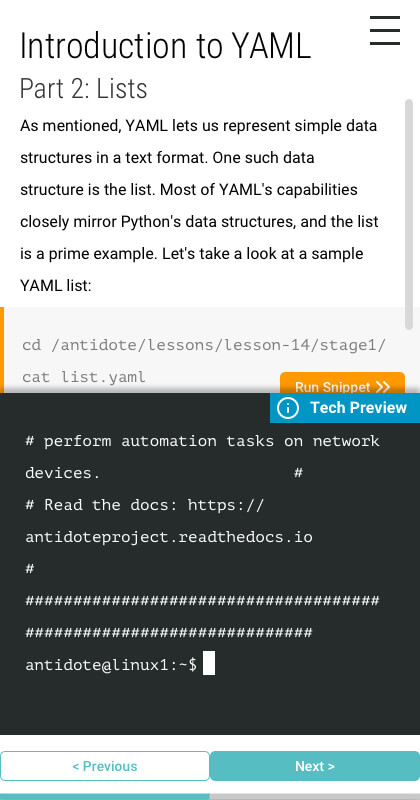 Introduction to YAML
Part 2: Lists
As mentioned, YAML lets us represent simple data
structures in a text format. One such data
structure is the list. Most of YAML's capabilities
closely mirror Python's data structures, and the list
is a prime example. Let's take a look at a sample
YAML list:
cd /antidote/lessons/lesson-14/stage1/
cat list.yaml
Run Snippet
Tech Preview
# perform automation tasks on network
devices. #
# Read the docs: https://
antidoteproject.readthedocs.io
#
#####################################
##############################
antidote@linux1:~$
< Previous
Next >